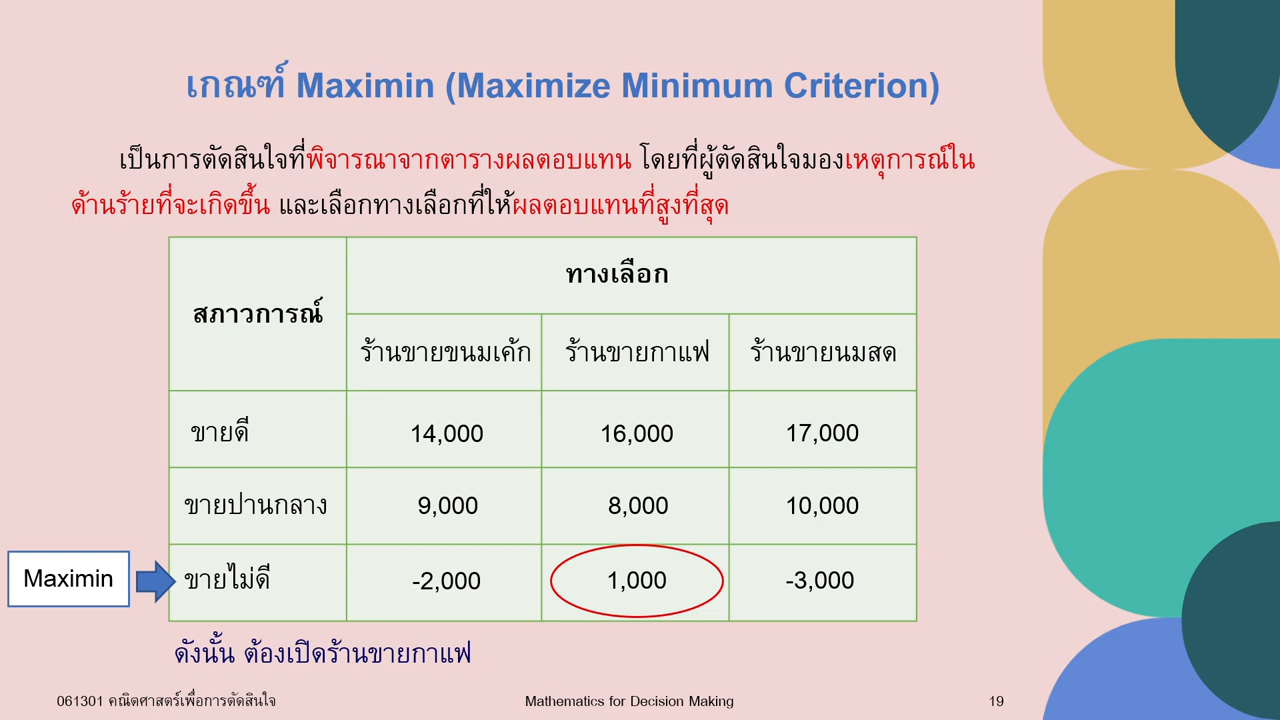 เกณฑ์ Maximin (Maximize Minimum Criterion)
เป็นการตัดสินใจที่พิจารณาจากตารางผลตอบแทน โดยที่ผู้ตัดสินใจมองเหตุการณ์ใน
ด้านร้ายที่จะเกิดขึ้น และเลือกทางเลือกที่ให้ผลตอบแทนที่สูงที่สุด
สภาวการณ์ ทางเลือก
ร้านขายขนมเค้ก ร้านขายกาแฟ ร้านขายนมสด
ขายดี 14,000 16,000 17,000
ขายปานกลาง 9,000 8,000 10,000
Maximin ขายไม่ดี -2,000 1,000 -3,000
ดังนั้น ต้องเปิดร้านขายกาแฟ
061301 คณิตศาสตร์เพื่อการตัดสินใจ Mathematics for Decision Making 19